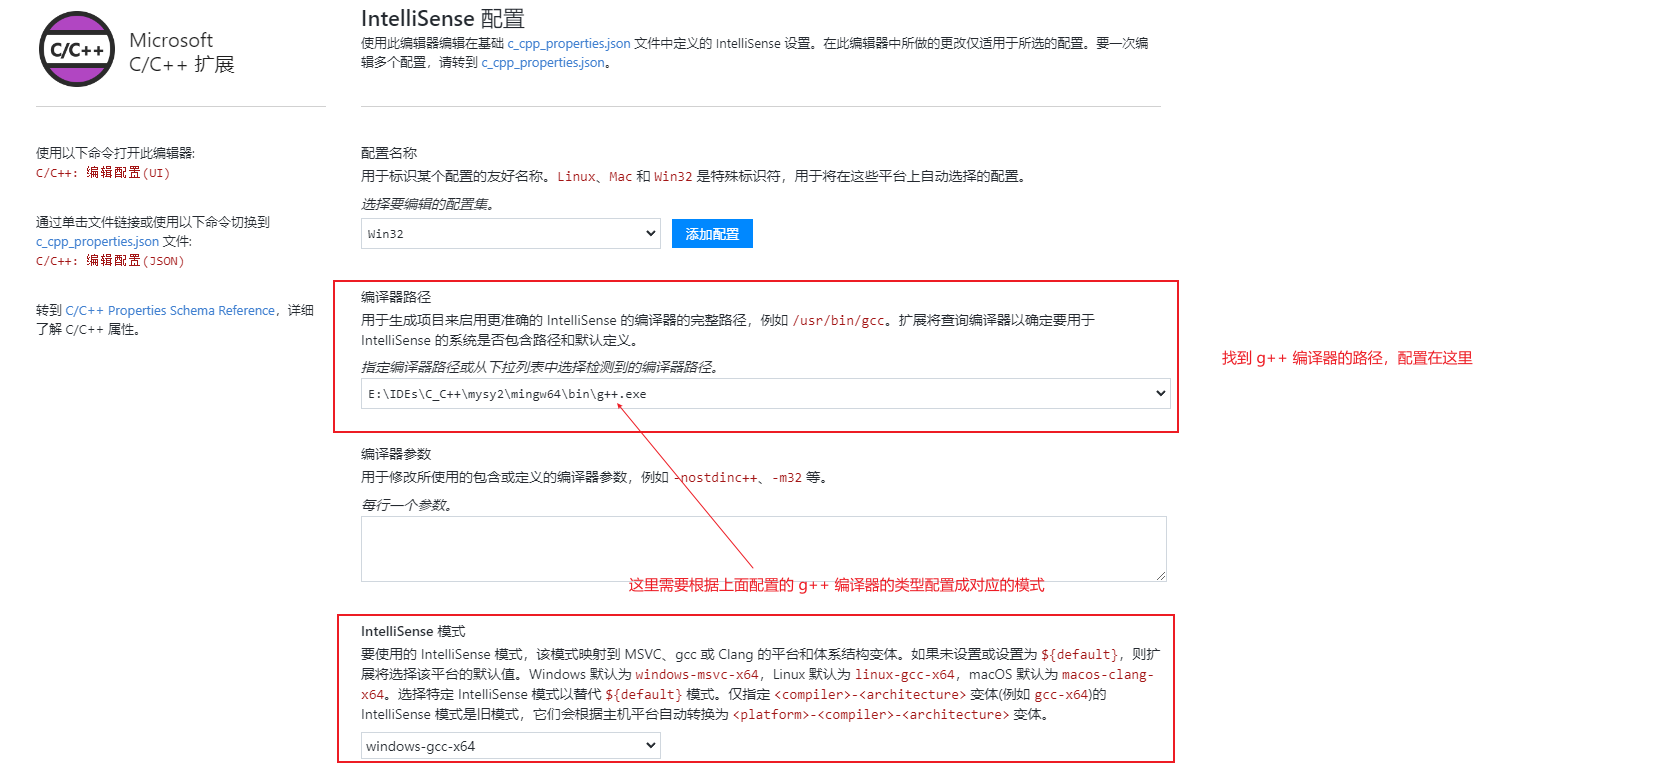 C/C++
Microsoft
C/C++ 扩展
使用以下命令打开此编辑器:
C/C++: 编辑配置(UI)
通过单击文件链接或使用以下命令切换到
c_cpp_properties.json 文件:
C/C++: 编辑配置(JSON)
转到 C/C++ Properties Schema Reference，详细
了解 C/C++ 属性。
IntelliSense 配置
使用此编辑器编辑在基础 c_cpp_properties.json 文件中定义的 IntelliSense 设置。在此编辑器中所做的更改仅适用于所选的配置。要一次编
辑多个配置，请转到 c_cpp_properties.json。
配置名称
用于标识某个配置的友好名称。Linux、Mac 和 Win32 是特殊标识符，用于将在这些平台上自动选择的配置。
选择要编辑的配置集。
Win32
添加配置
编译器路径
用于生成项目来启用更准确的 IntelliSense 的编译器的完整路径，例如 /usr/bin/gcc。扩展将查询编译器以确定要用于
IntelliSense 的系统是否包含路径和默认定义。
指定编译器路径或从下拉列表中选择检测到的编译器路径。
E:\IDEs\C_C++\mysy2\mingw64\bin\g++.exe
找到 g++ 编译器的路径，配置在这里
编译器参数
用于修改所使用的包含或定义的编译器参数，例如 -nostdinc++、-m32 等。
每行一个参数。
这里需要根据上面配置的 g++ 编译器的类型配置成对应的模式
IntelliSense 模式
要使用的 IntelliSense 模式，该模式映射到 MSVC、gcc 或 Clang 的平台和体系结构变体。如果未设置或设置为 ${default}，则扩
展将选择该平台的默认值。Windows 默认为 windows-msvc-x64，Linux 默认为 linux-gcc-x64，macOS 默认为 macos-clang-
x64。选择特定 IntelliSense 模式以替代 ${default} 模式。仅指定 <compiler>-<architecture> 变体(例如 gcc-x64)的
IntelliSense 模式是旧模式，它们会根据主机平台自动转换为 <platform>-<compiler>-<architecture> 变体。
windows-gcc-x64